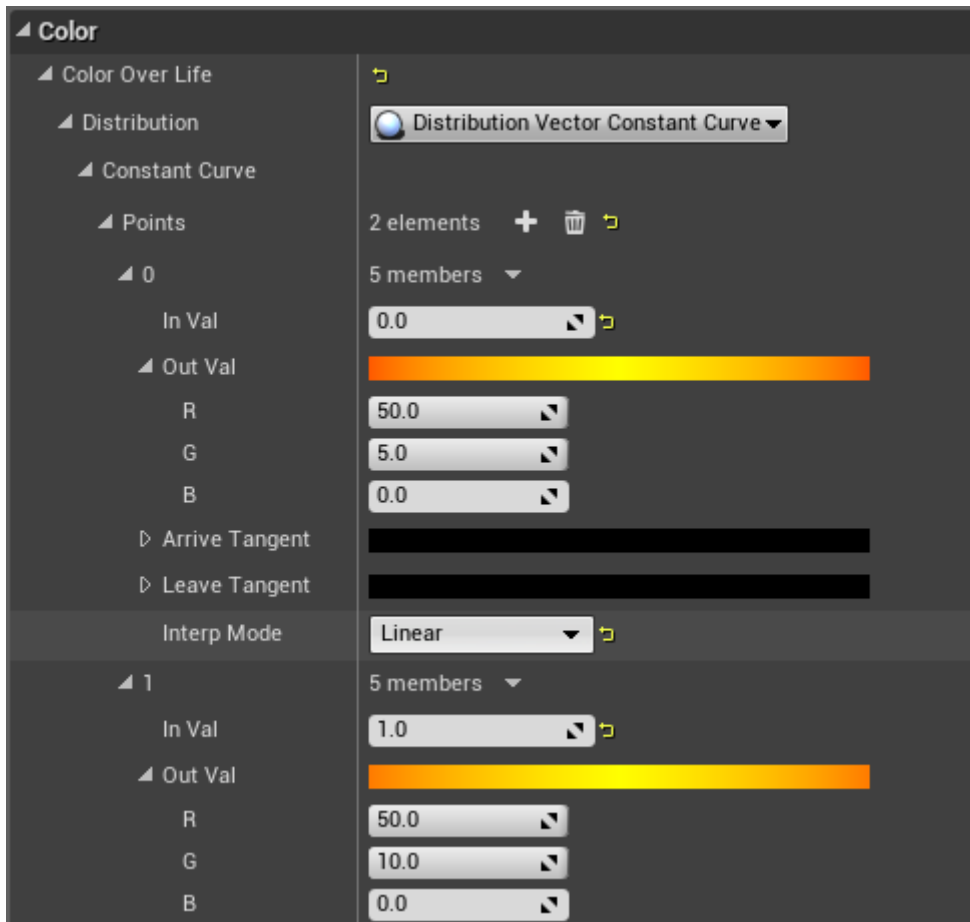 Color
Color Over Life
Distribution Distribution Vector Constant Curve
Constant Curve
Points 2 elements
0 5 members
In Val 0.0
Out Val
R 50.0
G 5.0
B 0.0
Arrive Tangent
Leave Tangent
Interp Mode Linear
1 5 members
In Val 1.0
Out Val
R 50.0
G 10.0
B 0.0